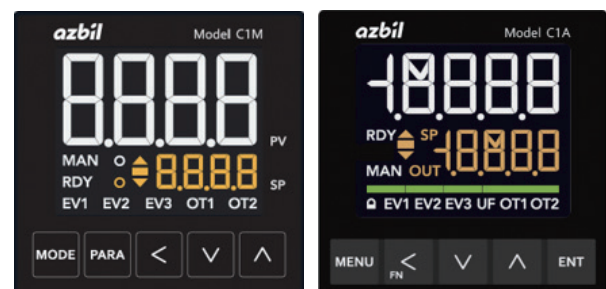 azbil Model C1M
8.8.8.8
PV
MAN
RDY 8.8.8.8 SP
EV1 EV2 EV3 OT1 OT2
MODE PARA < ∨ ∧
azbil Model C1A
18.8.8.8.8
RDY SP
MAN OUT 18.8.8.8.8
EV1 EV2 EV3 UF OT1 OT2
MENU < ∨ ∧ ENT
FN